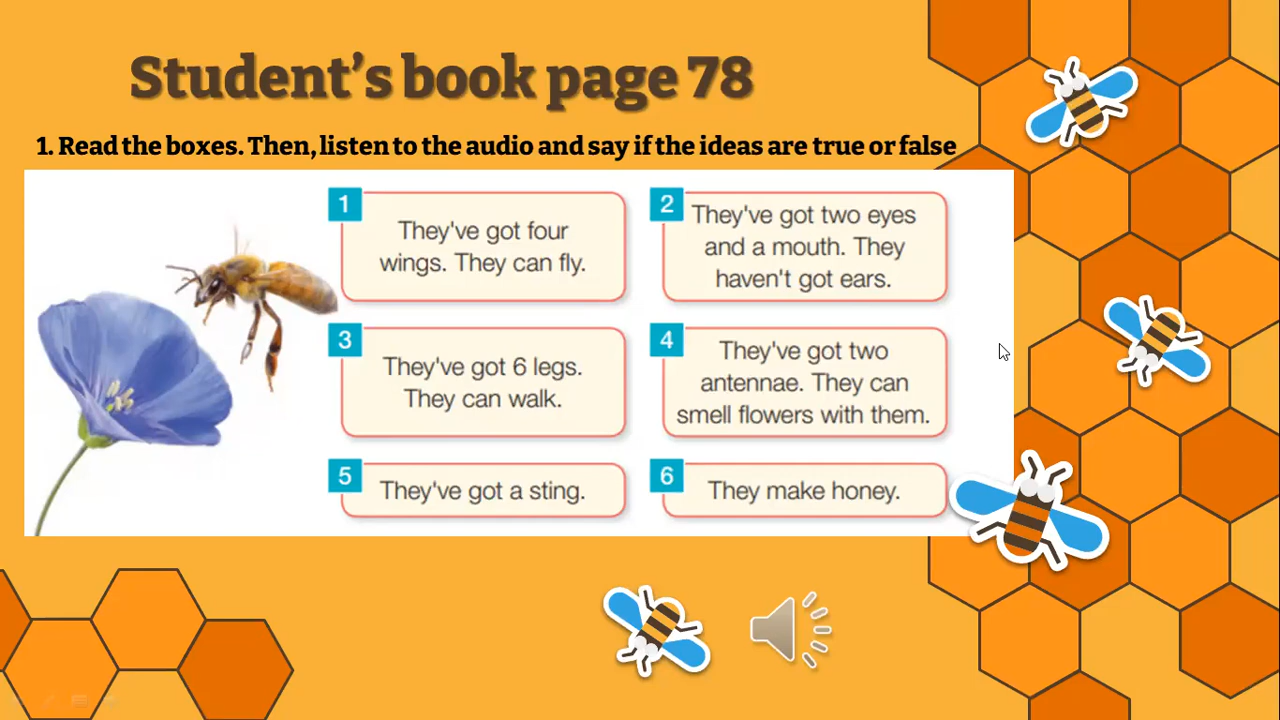 Student’s book page 78
1. Read the boxes. Then, listen to the audio and say if the ideas are true or false
1
They've got four
wings. They can fly.
2
They've got two eyes
and a mouth. They
haven't got ears.
3
They've got 6 legs.
They can walk.
4
They've got two
antennae. They can
smell flowers with them.
5
They've got a sting.
6
They make honey.